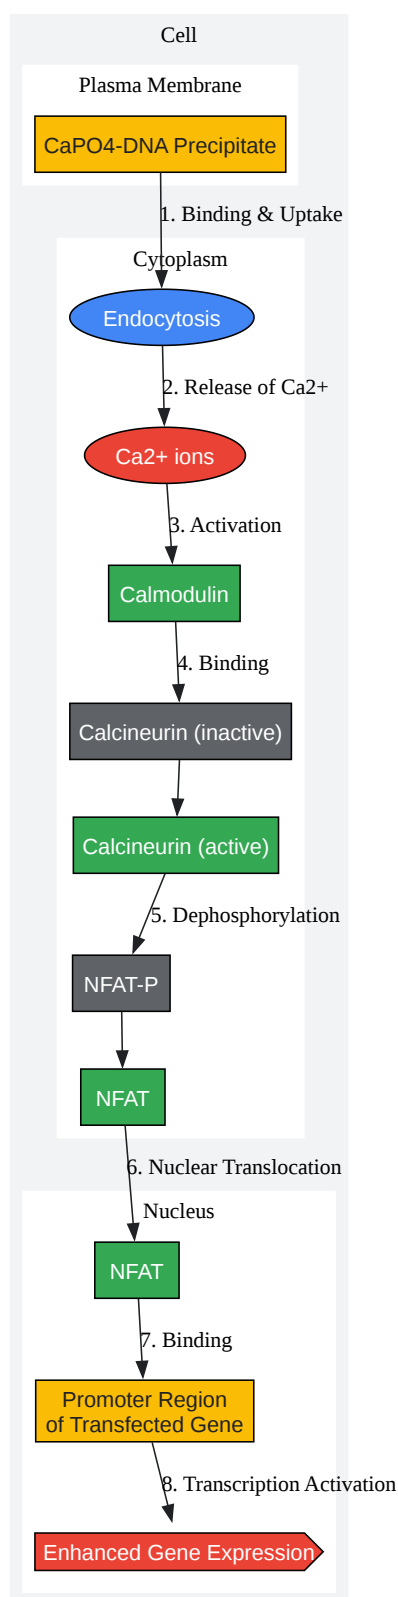 Cell
Plasma Membrane
CaPO4-DNA Precipitate
1. Binding & Uptake
Cytoplasm
Endocytosis
2. Release of Ca2+
Ca2+ ions
3. Activation
Calmodulin
4. Binding
Calcineurin (inactive)
Calcineurin (active)
5. Dephosphorylation
NFAT-P
NFAT
6. Nuclear Translocation
Nucleus
NFAT
7. Binding
Promoter Region
of Transfected Gene
8. Transcription Activation
Enhanced Gene Expression